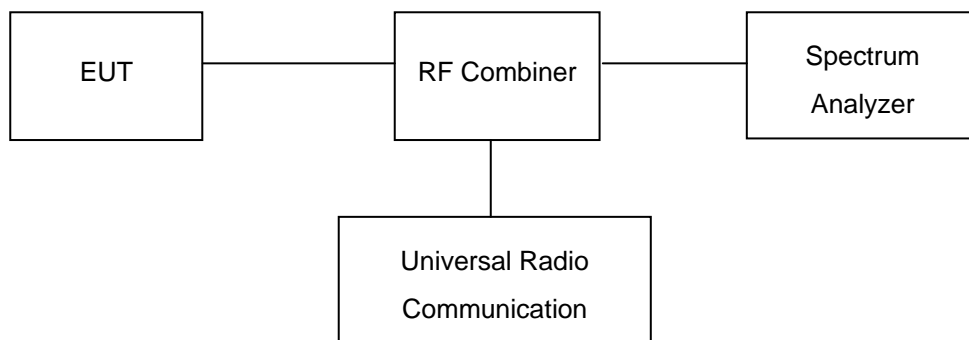 EUT
RF Combiner
Spectrum
Analyzer
Universal Radio
Communication